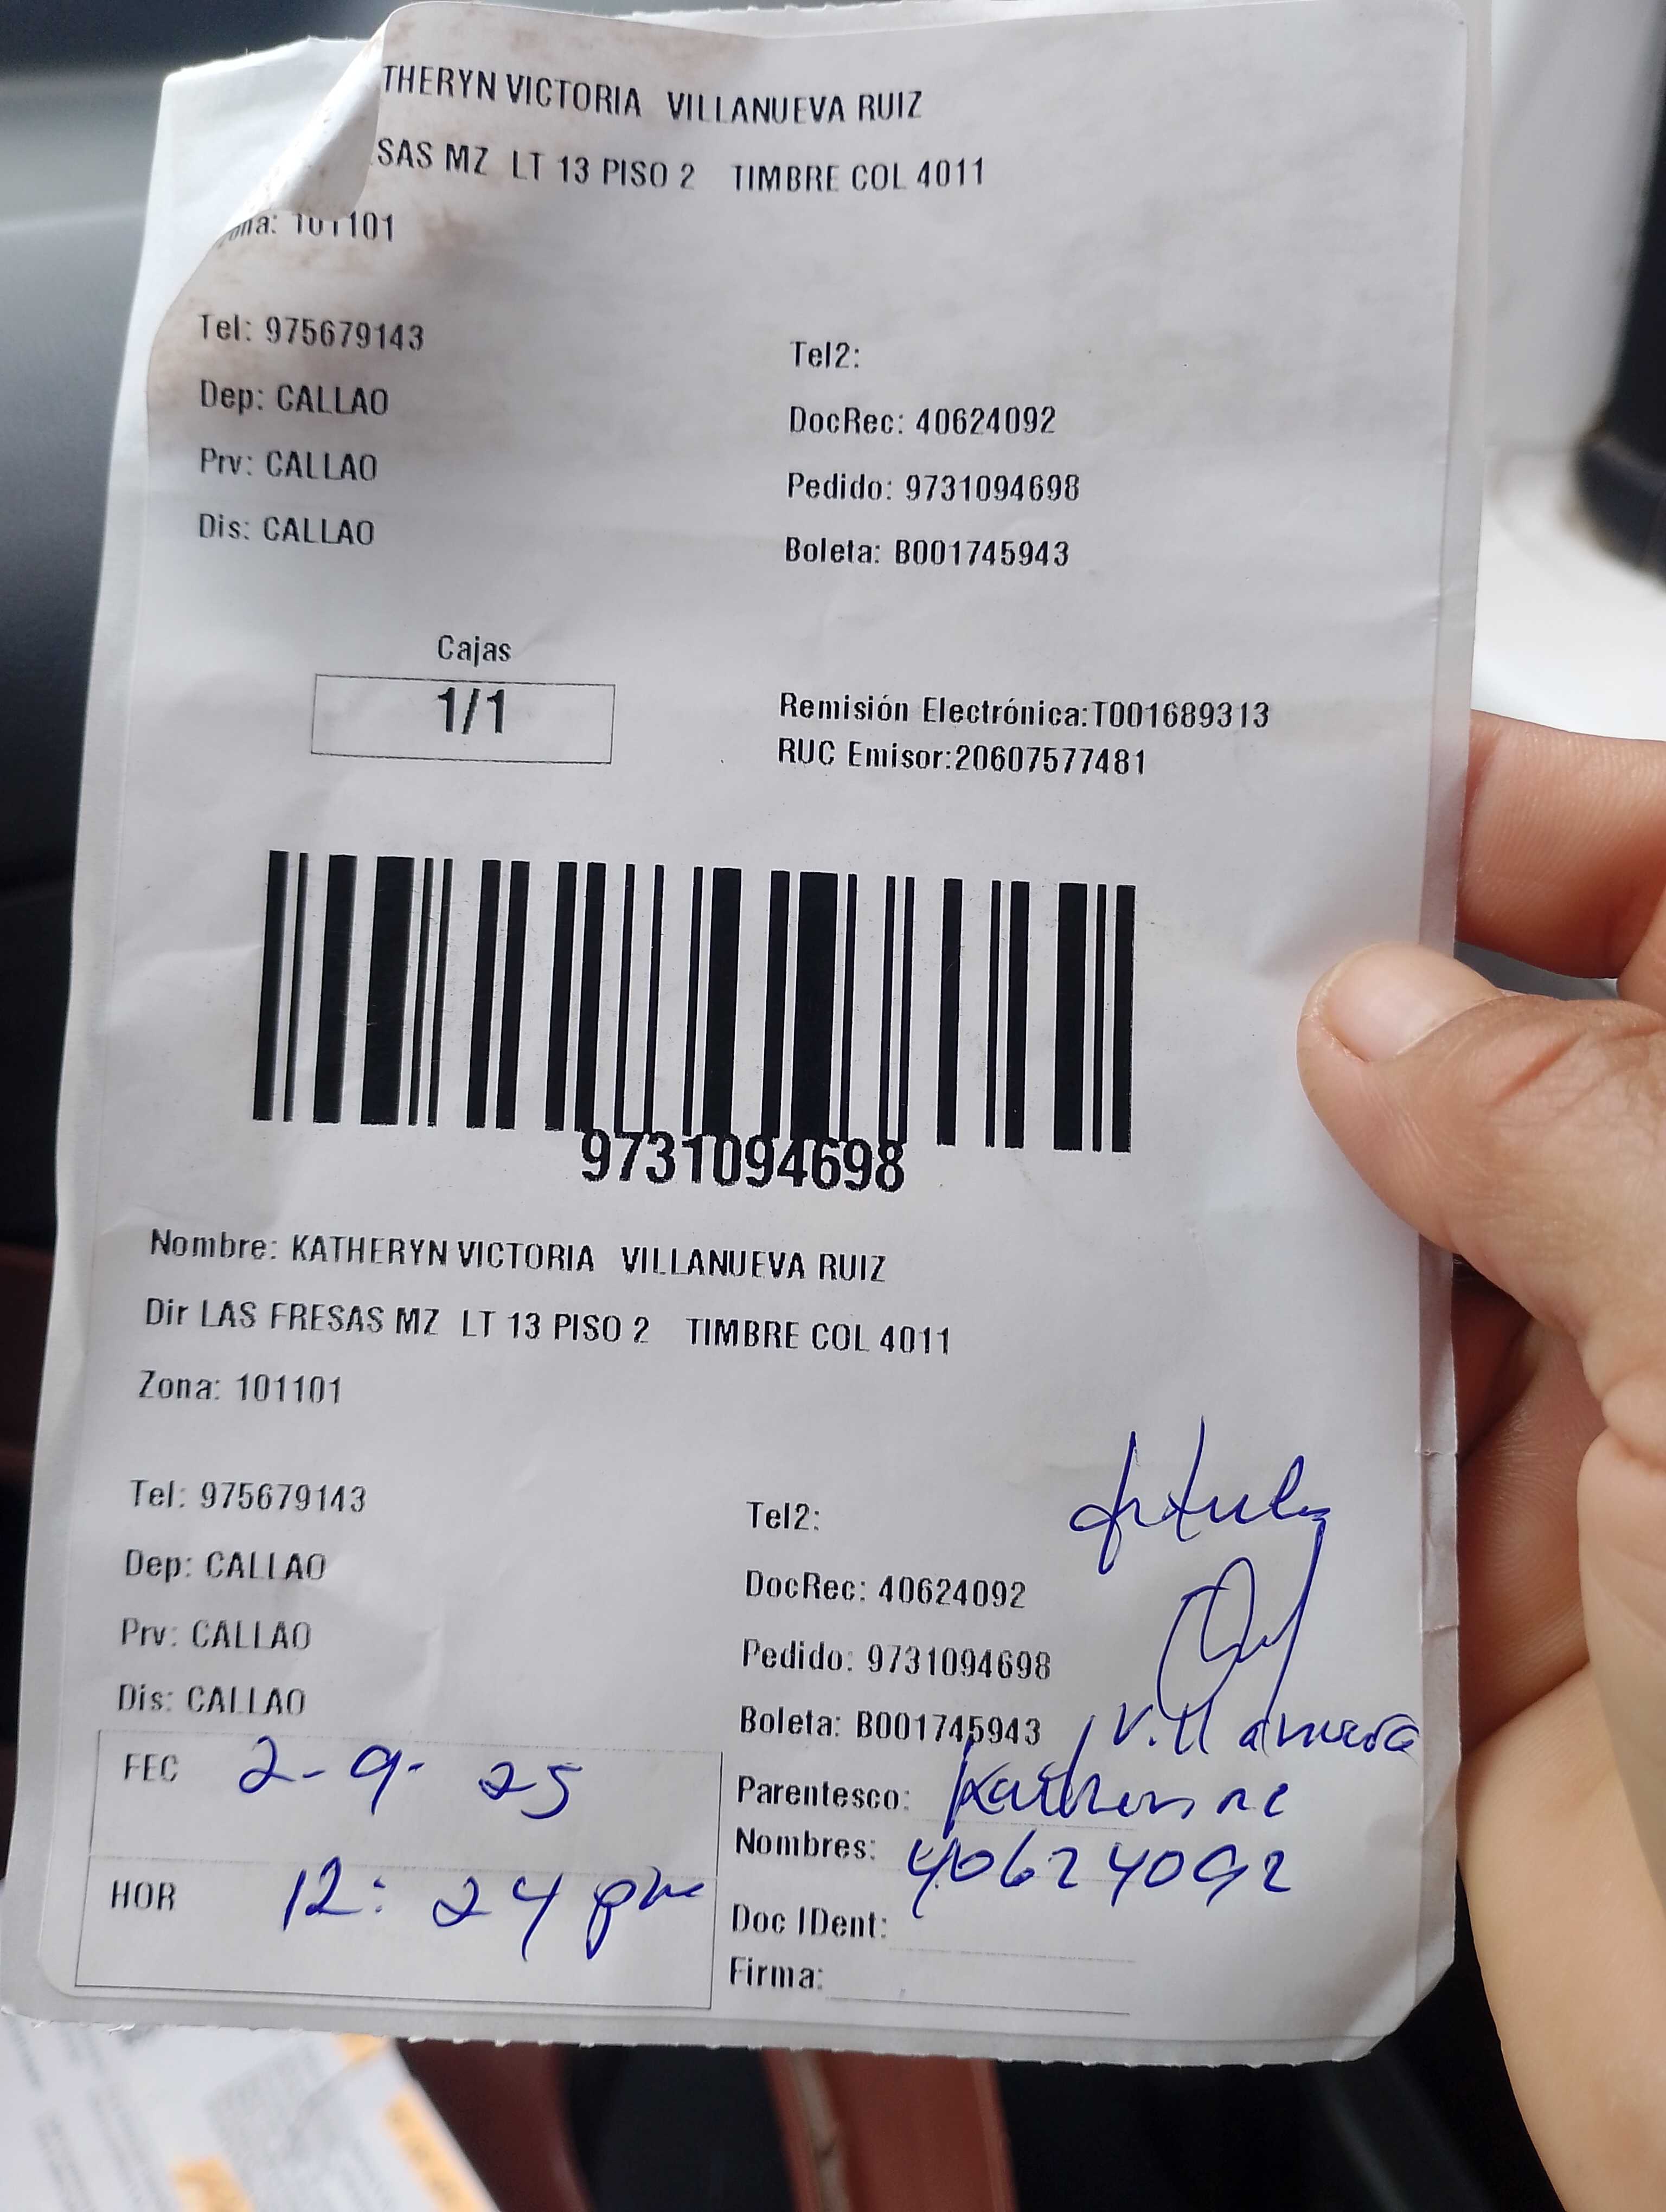 THERYN VICTORIA VILLANUEVA RUIZ
SAS MZ LT 13 PISO 2 TIMBRE COL 4011
ona: 101101
Tel: 975679143
Tel2:
Dep: CALLAO
DocRec: 40624092
Prv: CALLAO
Pedido: 9731094698
Dis: CALLAO
Boleta: B001745943
Cajas
1/1
Remisión Electrónica:T001689313
RUC Emisor:20607577481
9731094698
Nombre: KATHERYN VICTORIA VILLANUEVA RUIZ
Dir LAS FRESAS MZ LT 13 PISO 2 TIMBRE COL 4011
Zona: 101101
Tel: 975679143
Tel2:
Dep: CALLAO
DocRec: 40624092
Prv: CALLAO
Pedido: 9731094698
Dis: CALLAO
Boleta: B001745943
Villanueva
FEC 2-9-25
Parentesco: Katherine
Nombres: 40624092
HOR 12:24 pm
Doc IDent:
Firma: